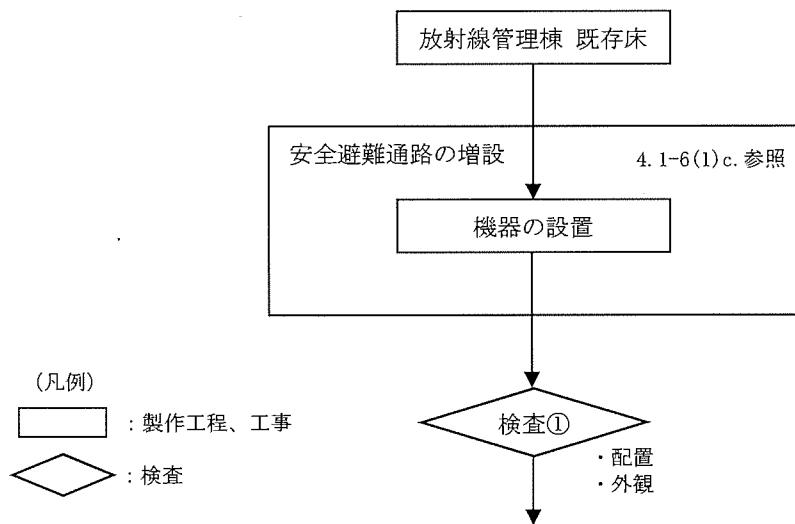 放射線管理棟 既存床
安全避難通路の増設
4.1-6(1)c.参照
機器の設置
検査①
・配置
・外観
(凡例)
：製作工程、工事
：検査